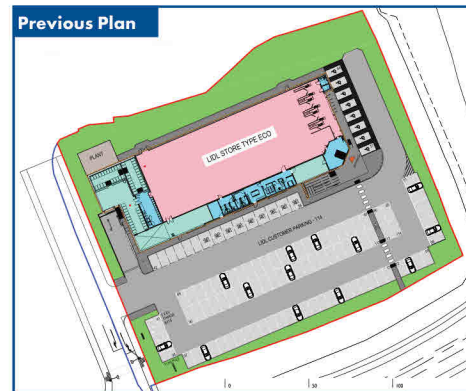 Previous Plan
PLANT
LIDL STORE TYPE ECO
LIDL CUSTOMER PARKING - 114
0
50
100